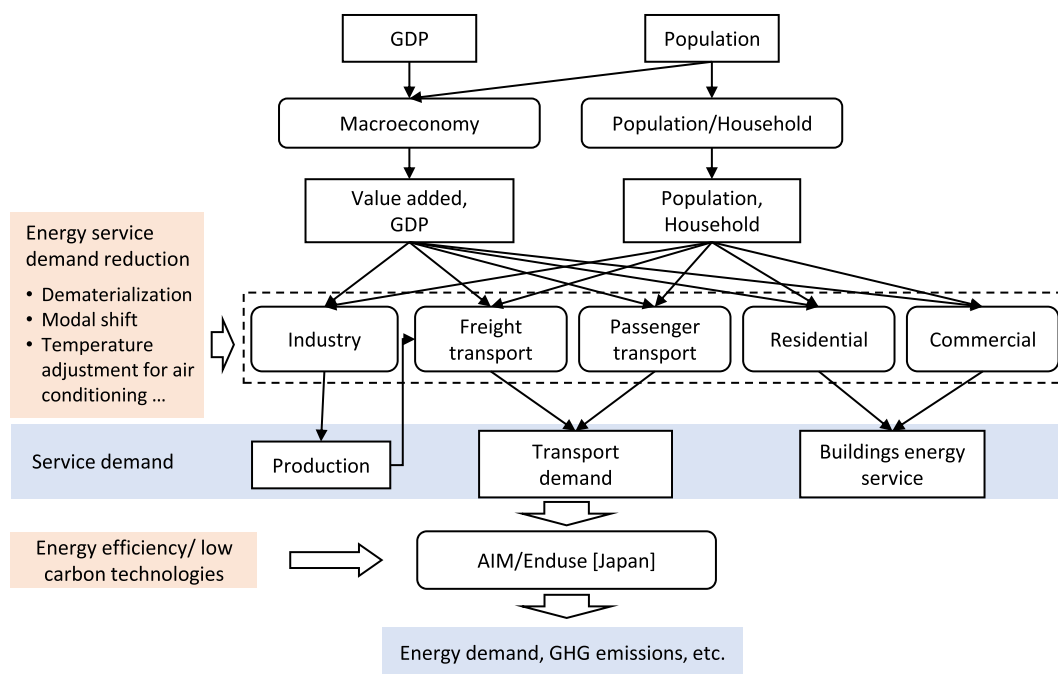 GDP
Population
Macroeconomy
Population/Household
Value added,
GDP
Population,
Household
Energy service
demand reduction
• Dematerialization
• Modal shift
• Temperature
adjustment for air
conditioning ...
Industry
Freight
transport
Passenger
transport
Residential
Commercial
Service demand
Production
Transport
demand
Buildings energy
service
Energy efficiency/ low
carbon technologies
AIM/Enduse [Japan]
Energy demand, GHG emissions, etc.